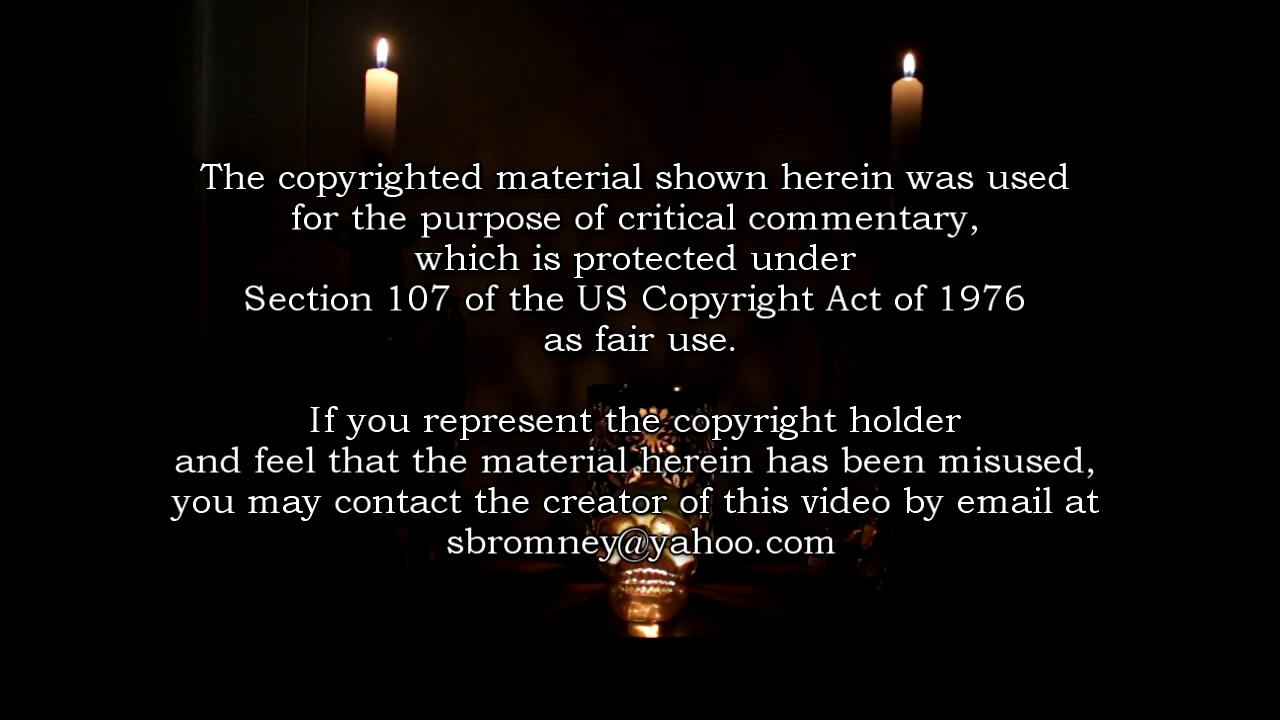 The copyrighted material shown herein was used
for the purpose of critical commentary,
which is protected under
Section 107 of the US Copyright Act of 1976
as fair use.
If you represent the copyright holder
and feel that the material herein has been misused,
you may contact the creator of this video by email at
sbromney@yahoo.com